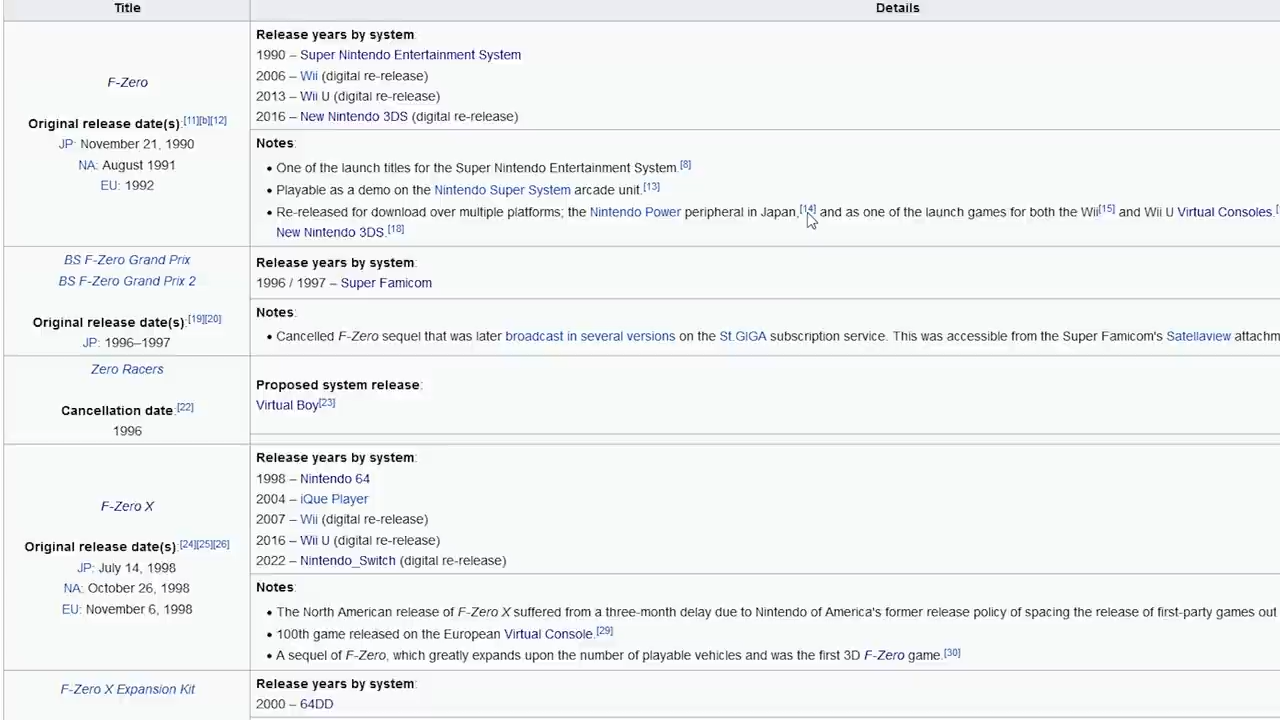 Title
Details
F-Zero
Original release date(s):[11][b][12]
JP: November 21, 1990
NA: August 1991
EU: 1992
Release years by system:
1990 – Super Nintendo Entertainment System
2006 – Wii (digital re-release)
2013 – Wii U (digital re-release)
2016 – New Nintendo 3DS (digital re-release)
Notes:
• One of the launch titles for the Super Nintendo Entertainment System.[8]
• Playable as a demo on the Nintendo Super System arcade unit.[13]
• Re-released for download over multiple platforms; the Nintendo Power peripheral in Japan,[14] and as one of the launch games for both the Wii[15] and Wii U Virtual Consoles.[
New Nintendo 3DS.[18]
BS F-Zero Grand Prix
BS F-Zero Grand Prix 2
Original release date(s):[19][20]
JP: 1996–1997
Release years by system:
1996 / 1997 – Super Famicom
Notes:
• Cancelled F-Zero sequel that was later broadcast in several versions on the St.GIGA subscription service. This was accessible from the Super Famicom's Satellaview attachm
Zero Racers
Cancellation date:[22]
1996
Proposed system release:
Virtual Boy[23]
F-Zero X
Original release date(s):[24][25][26]
JP: July 14, 1998
NA: October 26, 1998
EU: November 6, 1998
Release years by system:
1998 – Nintendo 64
2004 – iQue Player
2007 – Wii (digital re-release)
2016 – Wii U (digital re-release)
2022 – Nintendo_Switch (digital re-release)
Notes:
• The North American release of F-Zero X suffered from a three-month delay due to Nintendo of America's former release policy of spacing the release of first-party games out
• 100th game released on the European Virtual Console.[29]
• A sequel of F-Zero, which greatly expands upon the number of playable vehicles and was the first 3D F-Zero game.[30]
F-Zero X Expansion Kit
Release years by system:
2000 – 64DD